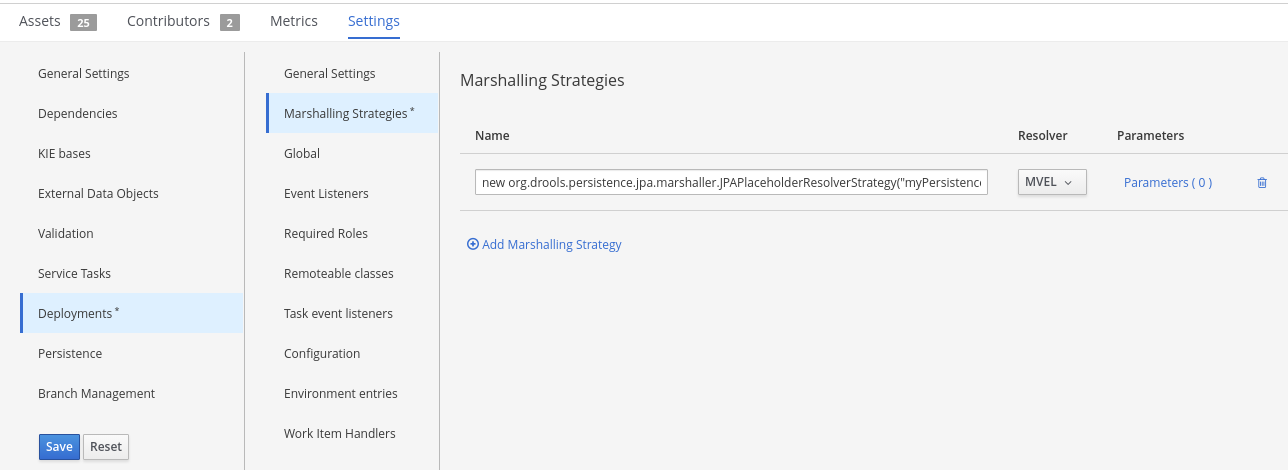 Assets 25 Contributors 2 Metrics Settings
General Settings
Dependencies
KIE bases
External Data Objects
Validation
Service Tasks
Deployments *
Persistence
Branch Management
Save Reset
General Settings
Marshalling Strategies *
Global
Event Listeners
Required Roles
Remoteable classes
Task event listeners
Configuration
Environment entries
Work Item Handlers
Marshalling Strategies
Name Resolver Parameters
new org.drools.persistence.jpa.marshaller.JPAPlaceholderResolverStrategy("myPersistenc MVEL Parameters ( 0 )
Add Marshalling Strategy